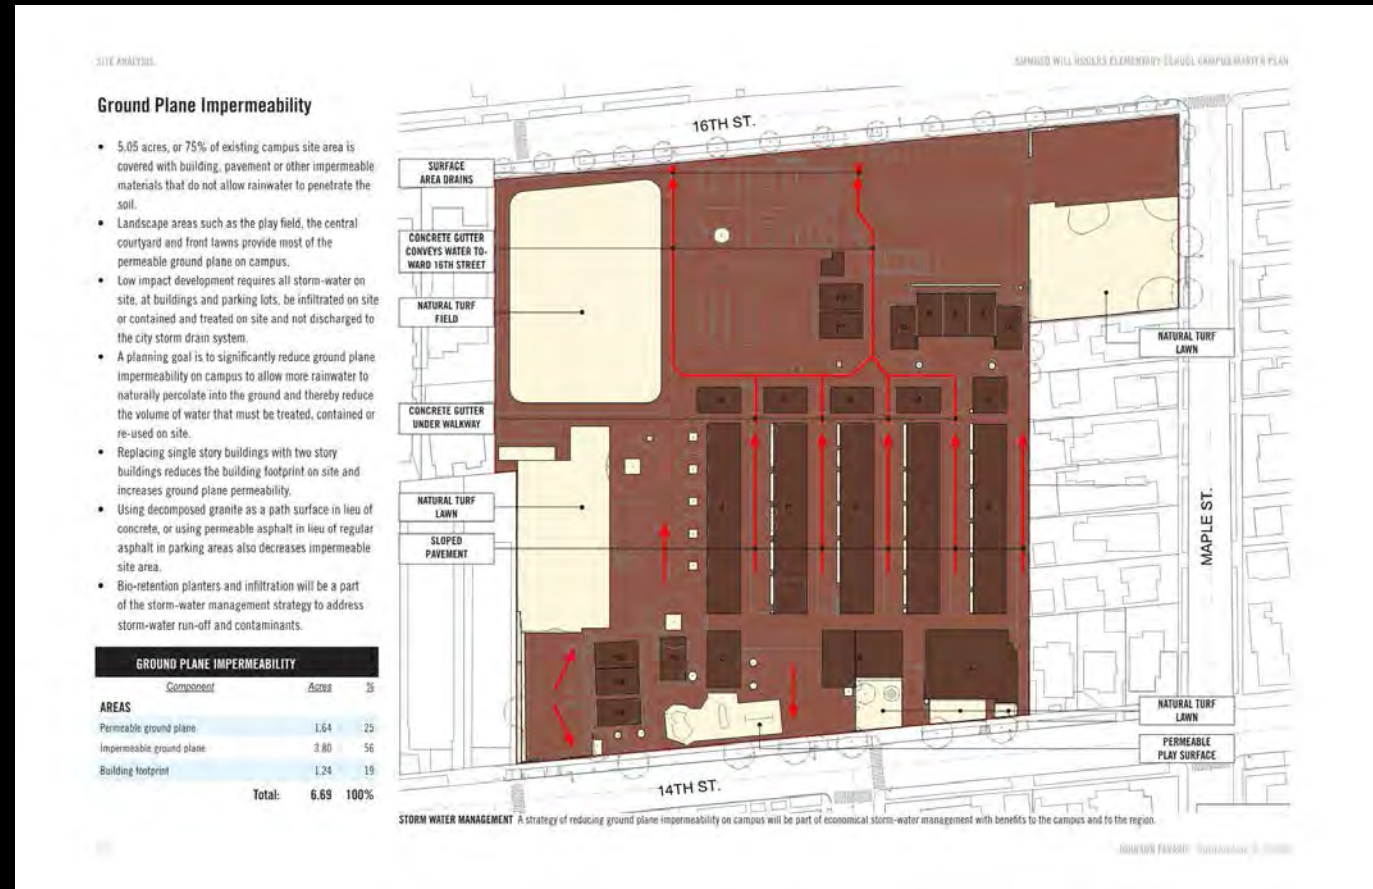 SITE ANALYSIS
SMMUSD WILL ROGERS ELEMENTARY SCHOOL CAMPUS MASTER PLAN
Ground Plane Impermeability
• 5.05 acres, or 75% of existing campus site area is
covered with building, pavement or other impermeable
materials that do not allow rainwater to penetrate the
soil.
• Landscape areas such as the play field, the central
courtyard and front lawns provide most of the
permeable ground plane on campus.
• Low impact development requires all storm-water on
site, at buildings and parking lots, be infiltrated on site
or contained and treated on site and not discharged to
the city storm drain system.
• A planning goal is to significantly reduce ground plane
impermeability on campus to allow more rainwater to
naturally percolate into the ground and thereby reduce
the volume of water that must be treated, contained or
re-used on site.
• Replacing single story buildings with two story
buildings reduces the building footprint on site and
increases ground plane permeability.
• Using decomposed granite as a path surface in lieu of
concrete, or using permeable asphalt in lieu of regular
asphalt in parking areas also decreases impermeable
site area.
• Bio-retention planters and infiltration will be a part
of the storm-water management strategy to address
storm-water run-off and contaminants.
GROUND PLANE IMPERMEABILITY
Component Acres %
AREAS
Permeable ground plane 1.64 25
Impermeable ground plane 3.80 56
Building footprint 1.24 19
Total: 6.69 100%
16TH ST.
SURFACE
AREA DRAINS
CONCRETE GUTTER
CONVEYS WATER TO-
WARD 16TH STREET
NATURAL TURF
FIELD
CONCRETE GUTTER
UNDER WALKWAY
NATURAL TURF
LAWN
SLOPED
PAVEMENT
NATURAL TURF
LAWN
MAPLE ST.
NATURAL TURF
LAWN
PERMEABLE
PLAY SURFACE
14TH ST.
STORM WATER MANAGEMENT A strategy of reducing ground plane impermeability on campus will be part of economical storm-water management with benefits to the campus and to the region.